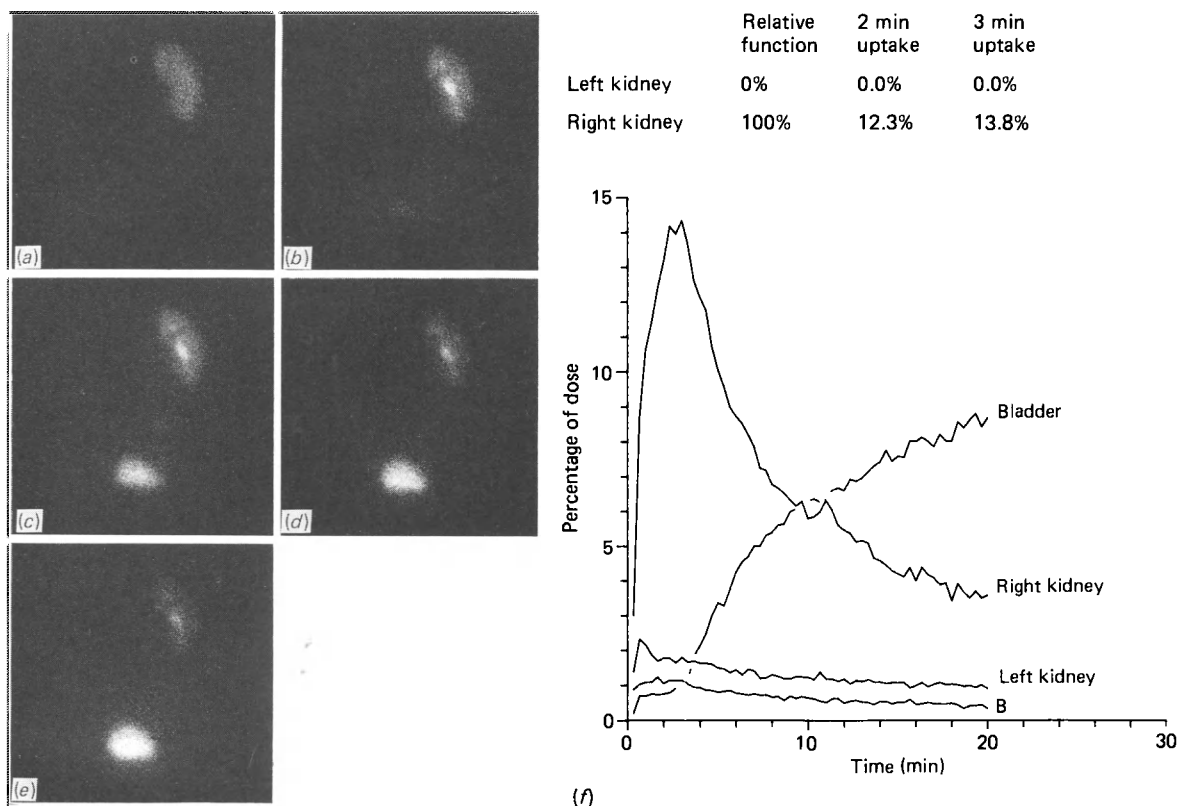 Relative function
2 min uptake
3 min uptake
Left kidney 0% 0.0% 0.0%
Right kidney 100% 12.3% 13.8%
(a)
(b)
(c)
(d)
(e)
15
10
5
0
Percentage of dose
Bladder
Right kidney
Left kidney
B
0 10 20 30
Time (min)
(f)